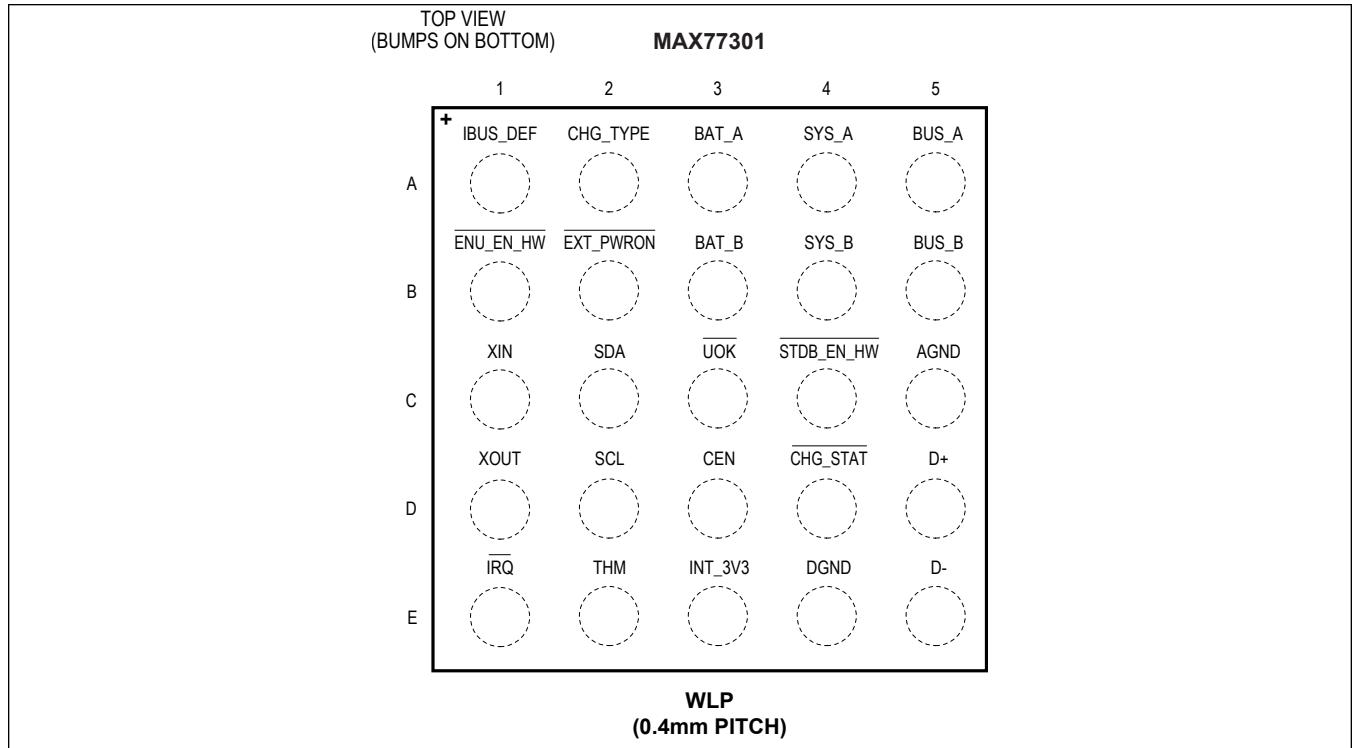 TOP VIEW
(BUMPS ON BOTTOM)
MAX77301
1 2 3 4 5
+
IBUS_DEF CHG_TYPE BAT_A SYS_A BUS_A
A
ENU_EN_HW EXT_PWRON BAT_B SYS_B BUS_B
B
XIN SDA UOK STDB_EN_HW AGND
C
XOUT SCL CEN CHG_STAT D+
D
IRQ THM INT_3V3 DGND D-
E
WLP
(0.4mm PITCH)